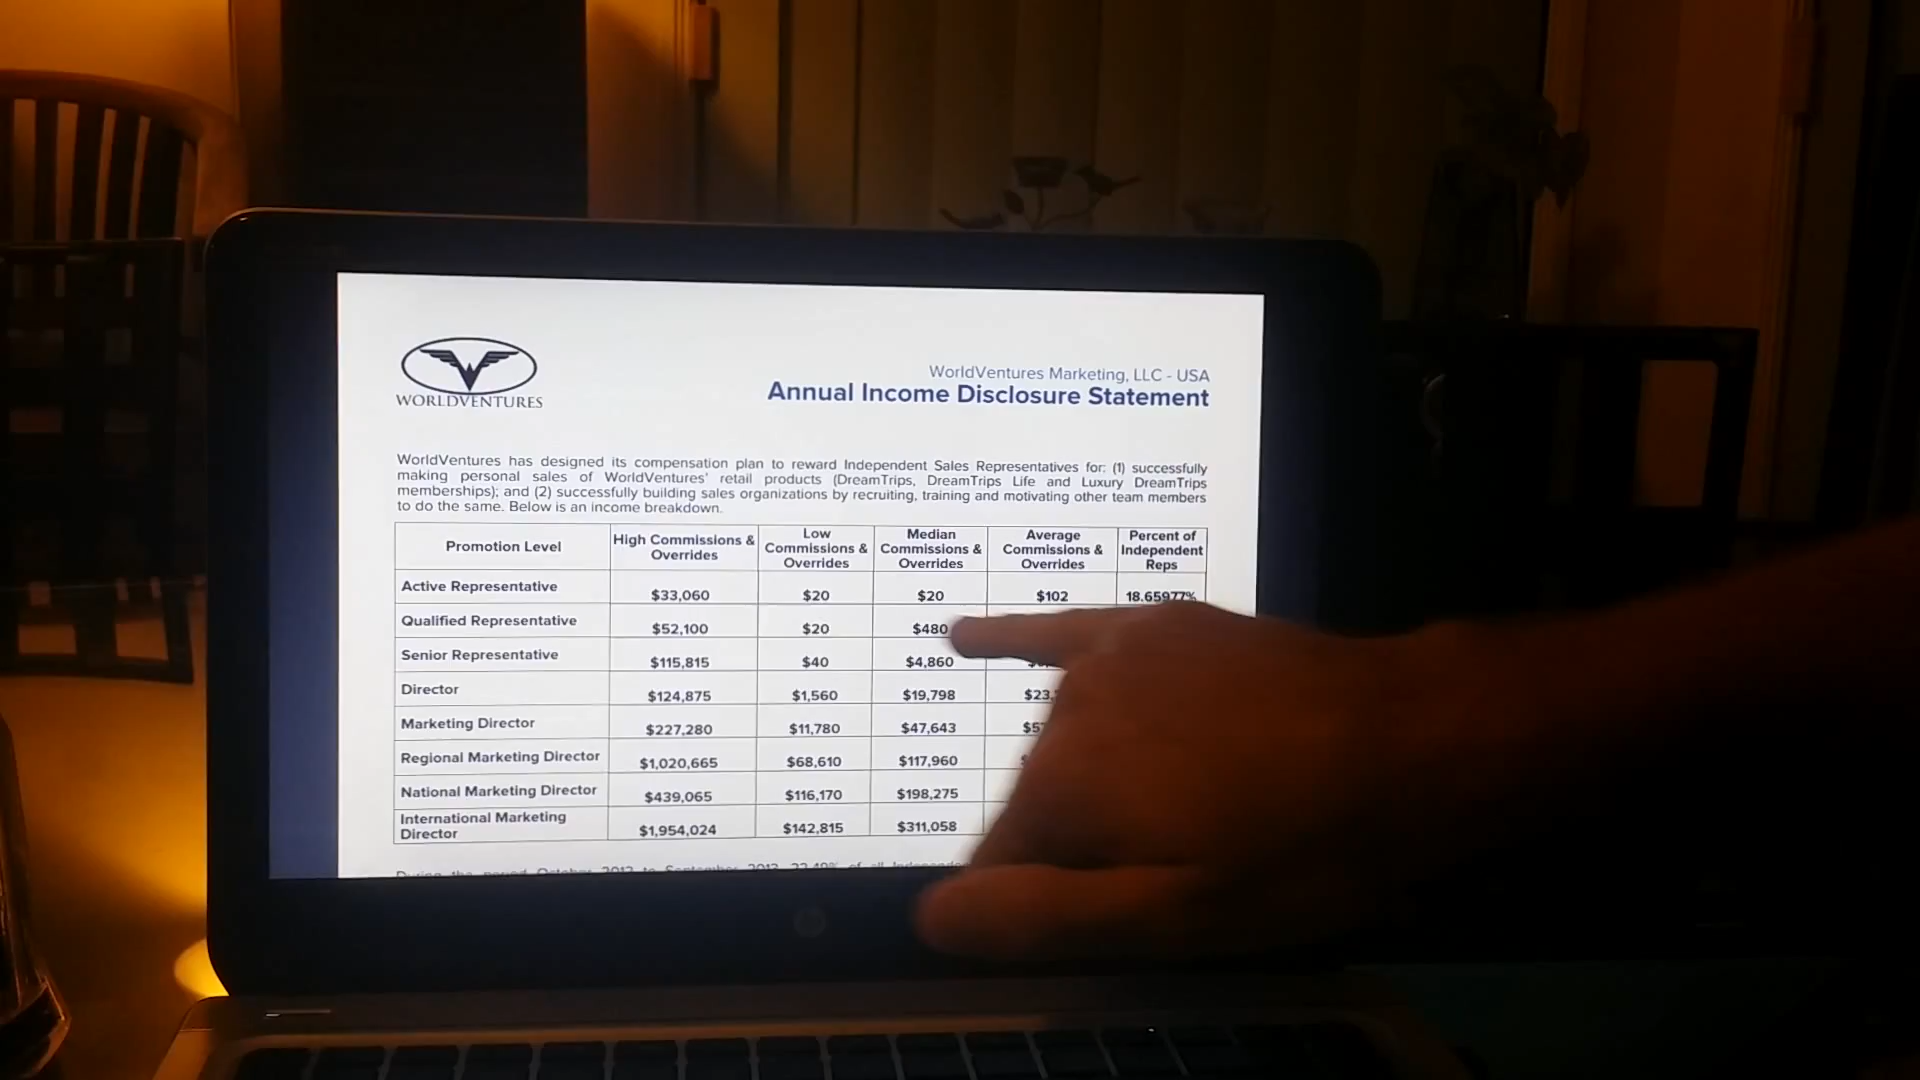 WORLDVENTURES
WorldVentures Marketing, LLC - USA
Annual Income Disclosure Statement
WorldVentures has designed its compensation plan to reward Independent Sales Representatives for: (1) successfully
making personal sales of WorldVentures' retail products (DreamTrips, DreamTrips Life and Luxury DreamTrips
memberships); and (2) successfully building sales organizations by recruiting, training and motivating other team members
to do the same. Below is an income breakdown.
Promotion Level High Commissions & Overrides Low Commissions & Overrides Median Commissions & Overrides Average Commissions & Overrides Percent of Independent Reps
Active Representative $33,060 $20 $20 $102 18.65977%
Qualified Representative $52,100 $20 $480
Senior Representative $115,815 $40 $4,860
Director $124,875 $1,560 $19,798 $23,
Marketing Director $227,280 $11,780 $47,643
Regional Marketing Director $1,020,665 $68,610 $117,960
National Marketing Director $439,065 $116,170 $198,275
International Marketing Director $1,954,024 $142,815 $311,058